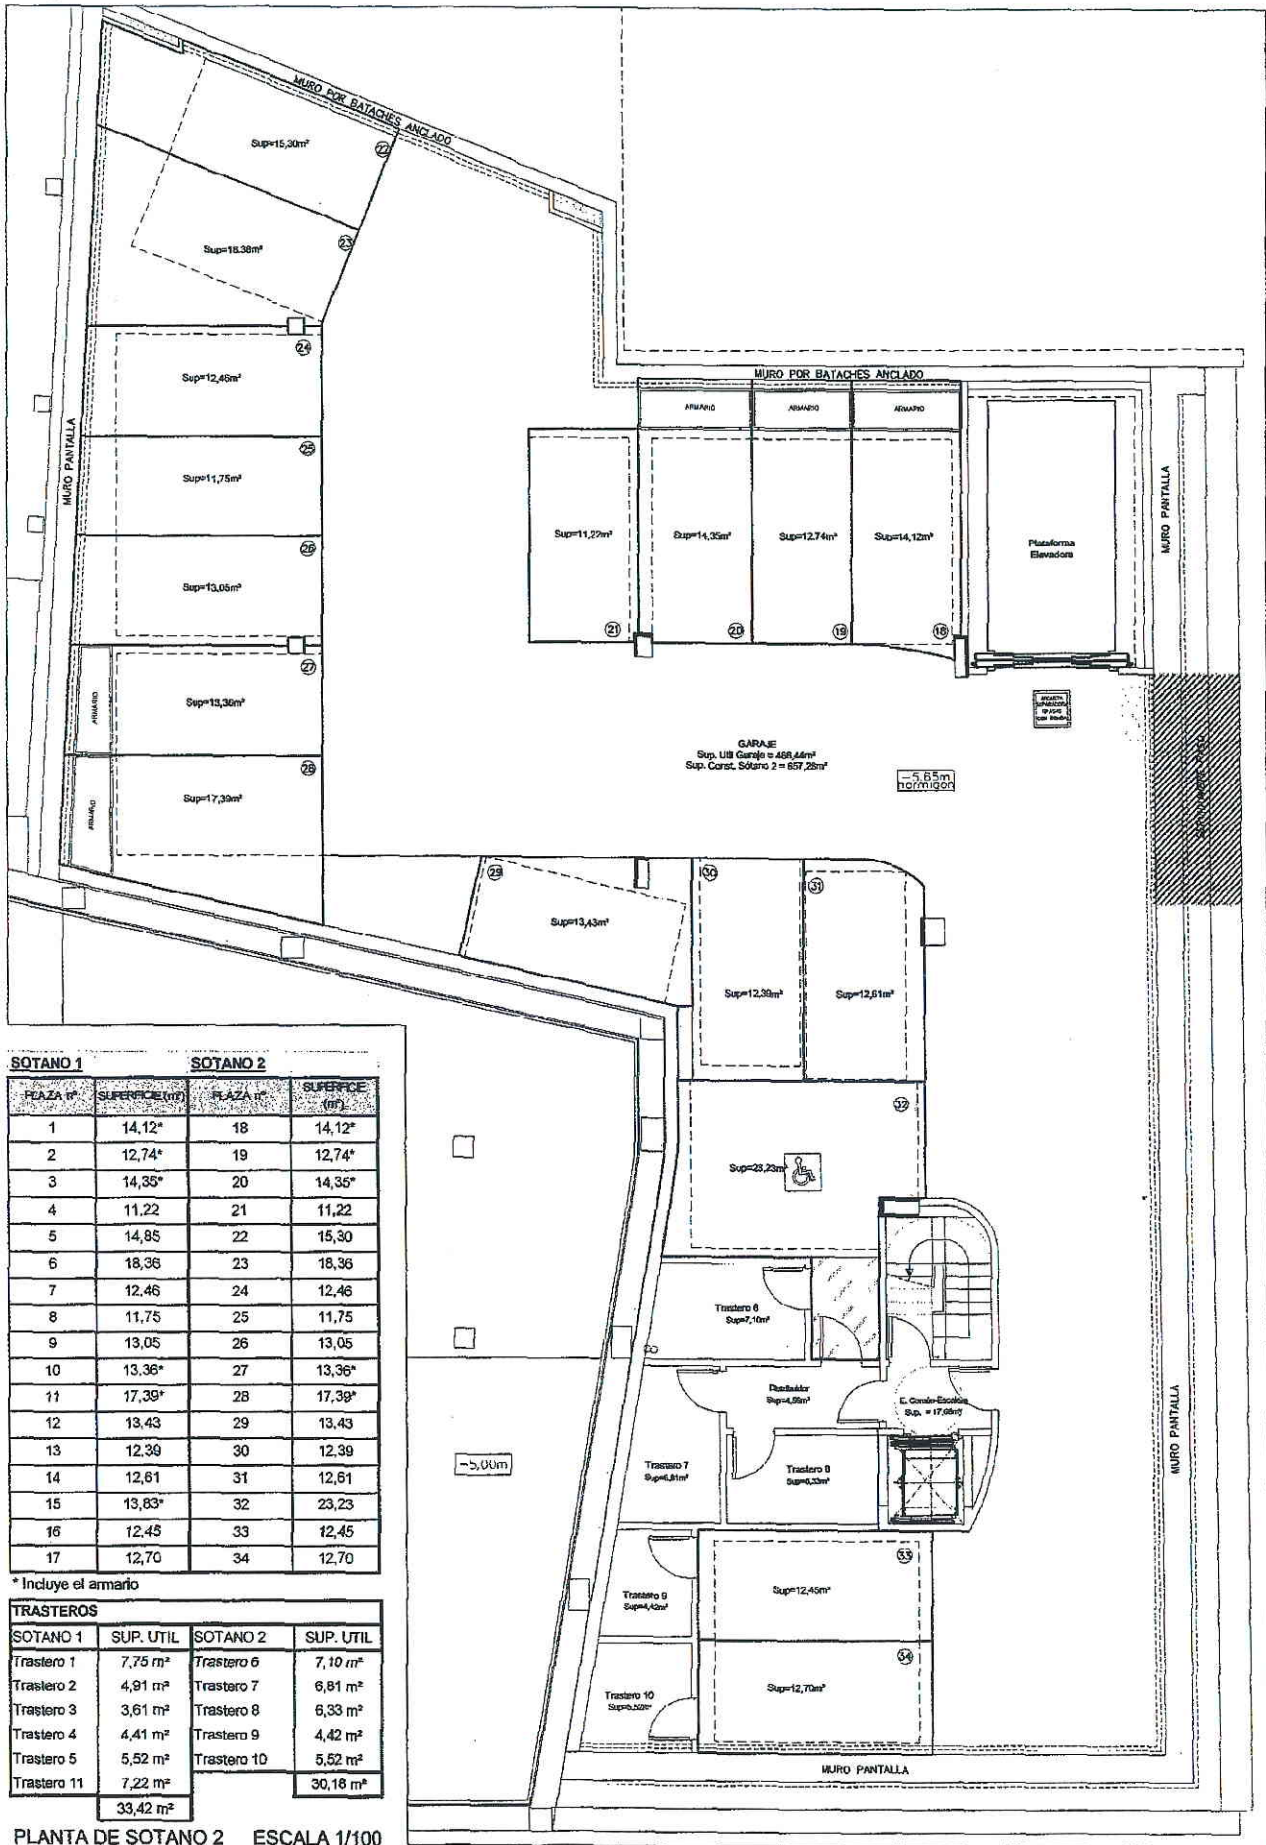 MURO POR BATACHES ANCLADO
Sup=15,30m²
22
Sup=18.38m²
23
24
Sup=12,46m²
MURO POR BATACHES ANCLADO
ARMARIO
ARMARIO
ARMARIO
MURO PANTALLA
25
Sup=11,75m²
MURO PANTALLA
Sup=11,22m²
Sup=14,35m²
Sup=12.74m²
Sup=14,12m²
Plataforma
Elevadora
26
Sup=13,05m²
21
20
19
18
27
ARMARIO
Sup=13,36m²
GARAJE
Sup. Util Garaje = 468,44m²
Sup. Const. Sótano 2 = 657,28m²
-5.65m
hormigon
28
ARMARIO
Sup=17,39m²
29
30
31
Sup=13,43m²
Sup=12,39m²
Sup=12,61m²
32
Sup=23,23m²
Trastero 6
Sup=7,10m²
Distribuidor
E. Común-Escalera
Trastero 7
Sup=6,81m²
Trastero 8
Sup=6,33m²
-5,00m
MURO PANTALLA
33
Sup=12,45m²
Trastero 9
Sup=4,42m²
34
Sup=12,70m²
Trastero 10
Sup=5,52m²
MURO PANTALLA
SOTANO 1 SOTANO 2
PLAZA nº SUPERFICIE (m²) PLAZA nº SUPERFICIE (m²)
1 14,12* 18 14,12*
2 12,74* 19 12,74*
3 14,35* 20 14,35*
4 11,22 21 11,22
5 14,85 22 15,30
6 18,36 23 18,36
7 12,46 24 12,46
8 11,75 25 11,75
9 13,05 26 13,05
10 13,36* 27 13,36*
11 17,39* 28 17,39*
12 13,43 29 13,43
13 12,39 30 12,39
14 12,61 31 12,61
15 13,83* 32 23,23
16 12,45 33 12,45
17 12,70 34 12,70
* Incluye el armario
TRASTEROS
SOTANO 1 SUP. UTIL SOTANO 2 SUP. UTIL
Trastero 1 7,75 m² Trastero 6 7,10 m²
Trastero 2 4,91 m² Trastero 7 6,81 m²
Trastero 3 3,61 m² Trastero 8 6,33 m²
Trastero 4 4,41 m² Trastero 9 4,42 m²
Trastero 5 5,52 m² Trastero 10 5,52 m²
Trastero 11 7,22 m² 30,18 m²
33,42 m²
PLANTA DE SOTANO 2 ESCALA 1/100